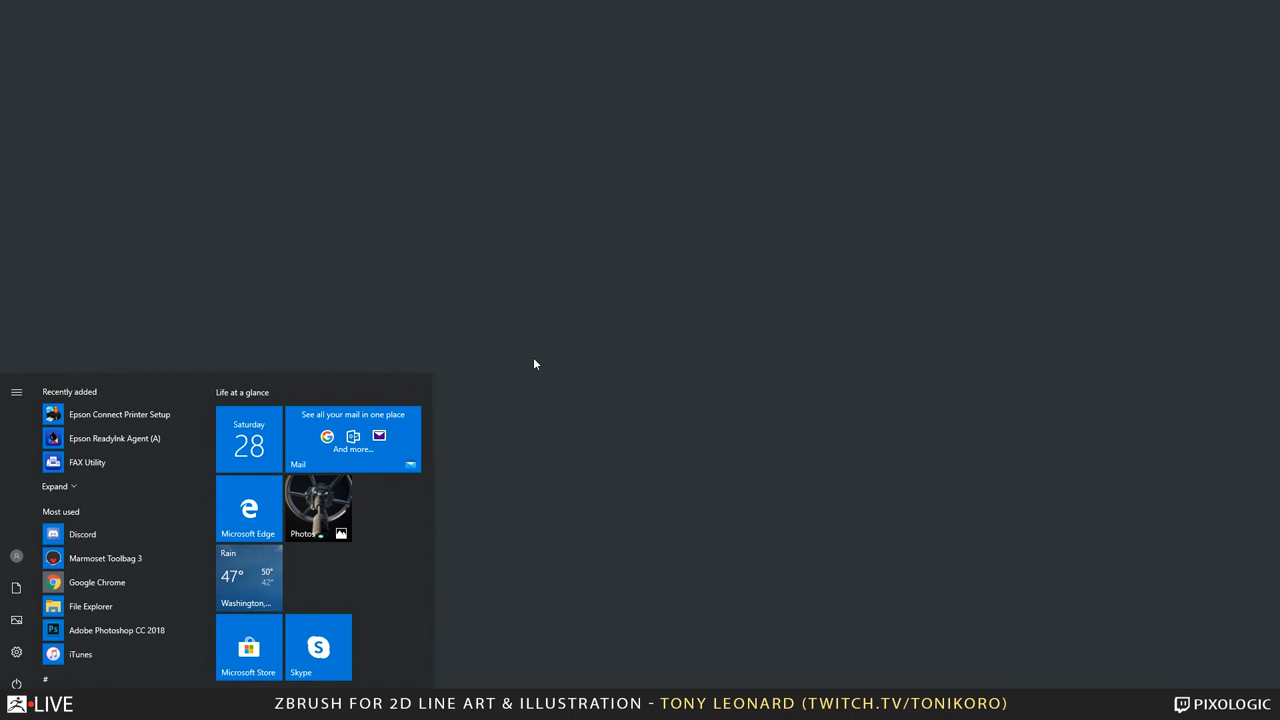 Recently added
Epson Connect Printer Setup
Epson ReadyInk Agent (A)
FAX Utility
Expand
Most used
Discord
Marmoset Toolbag 3
Google Chrome
File Explorer
Adobe Photoshop CC 2018
iTunes
#
Life at a glance
Saturday
28
See all your mail in one place
And more...
Mail
Microsoft Edge
Photos
Rain
47° 50°
42°
Washington,...
Microsoft Store
Skype
LIVE
ZBRUSH FOR 2D LINE ART & ILLUSTRATION - TONY LEONARD (TWITCH.TV/TONIKORO)
PIXOLOGIC